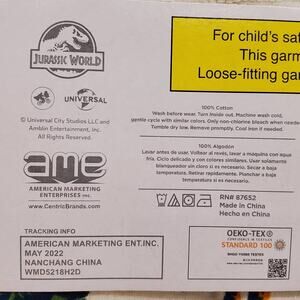 JURASSIC WORLD
UNIVERSAL
© Universal City Studios LLC and
Amblin Entertainment, Inc.
All Rights Reserved.
ame
AMERICAN MARKETING
ENTERPRISES INC.
www.CentricBrands.com
TRACKING INFO
AMERICAN MARKETING ENT.INC.
MAY 2022
NANCHANG CHINA
WMD5218H2D
For child's saf
This garm
Loose-fitting gar
100% Cotton
Wash before wear. Turn inside out. Machine wash cold,
gentle cycle with similar colors. Only non-chlorine bleach when needed.
Tumble dry low. Remove promptly. Cool iron if needed.
100% Algodón
Lavar antes de usar. Voltear al revés. lavar a máquina con agua
fría. Ciclo delicado y con colores similares. Usar solamente
blanqueador sin cloro si es necesario. Secar a máquina a baja
temperatura. Retirar rapidamente. Planchar a baja
temperatura si es necesario.
RN# 87652
Made in China
Hecho en China
OEKO-TEX®
CONFIDENCE IN TEXTILES
STANDARD 100